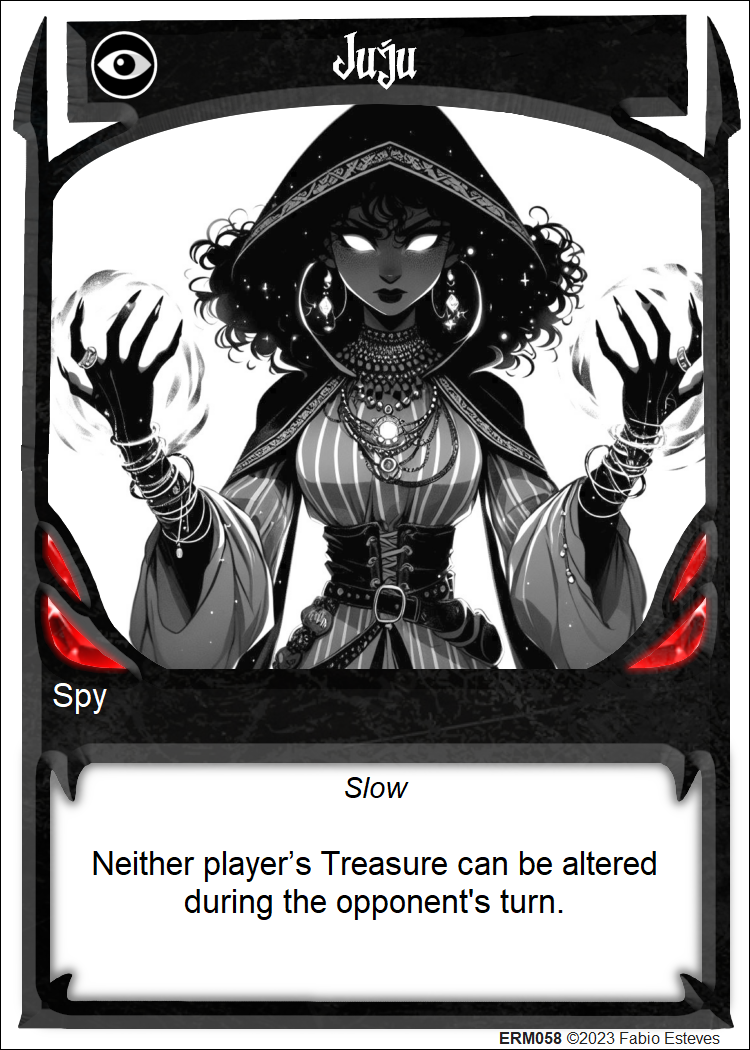 Juju
Spy
Slow
Neither player’s Treasure can be altered
during the opponent's turn.
ERM058 ©2023 Fabio Esteves